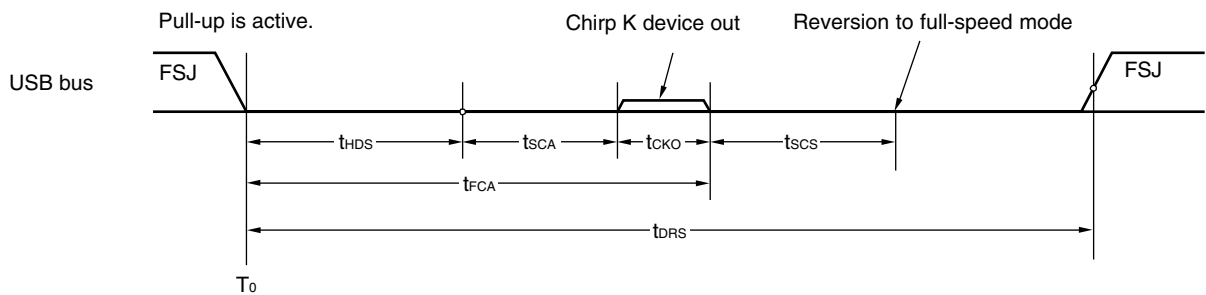 Pull-up is active.
Chirp K device out
Reversion to full-speed mode
USB bus
FSJ
FSJ
tHDS
tSCA
tCKO
tSCS
tFCA
tDRS
T0